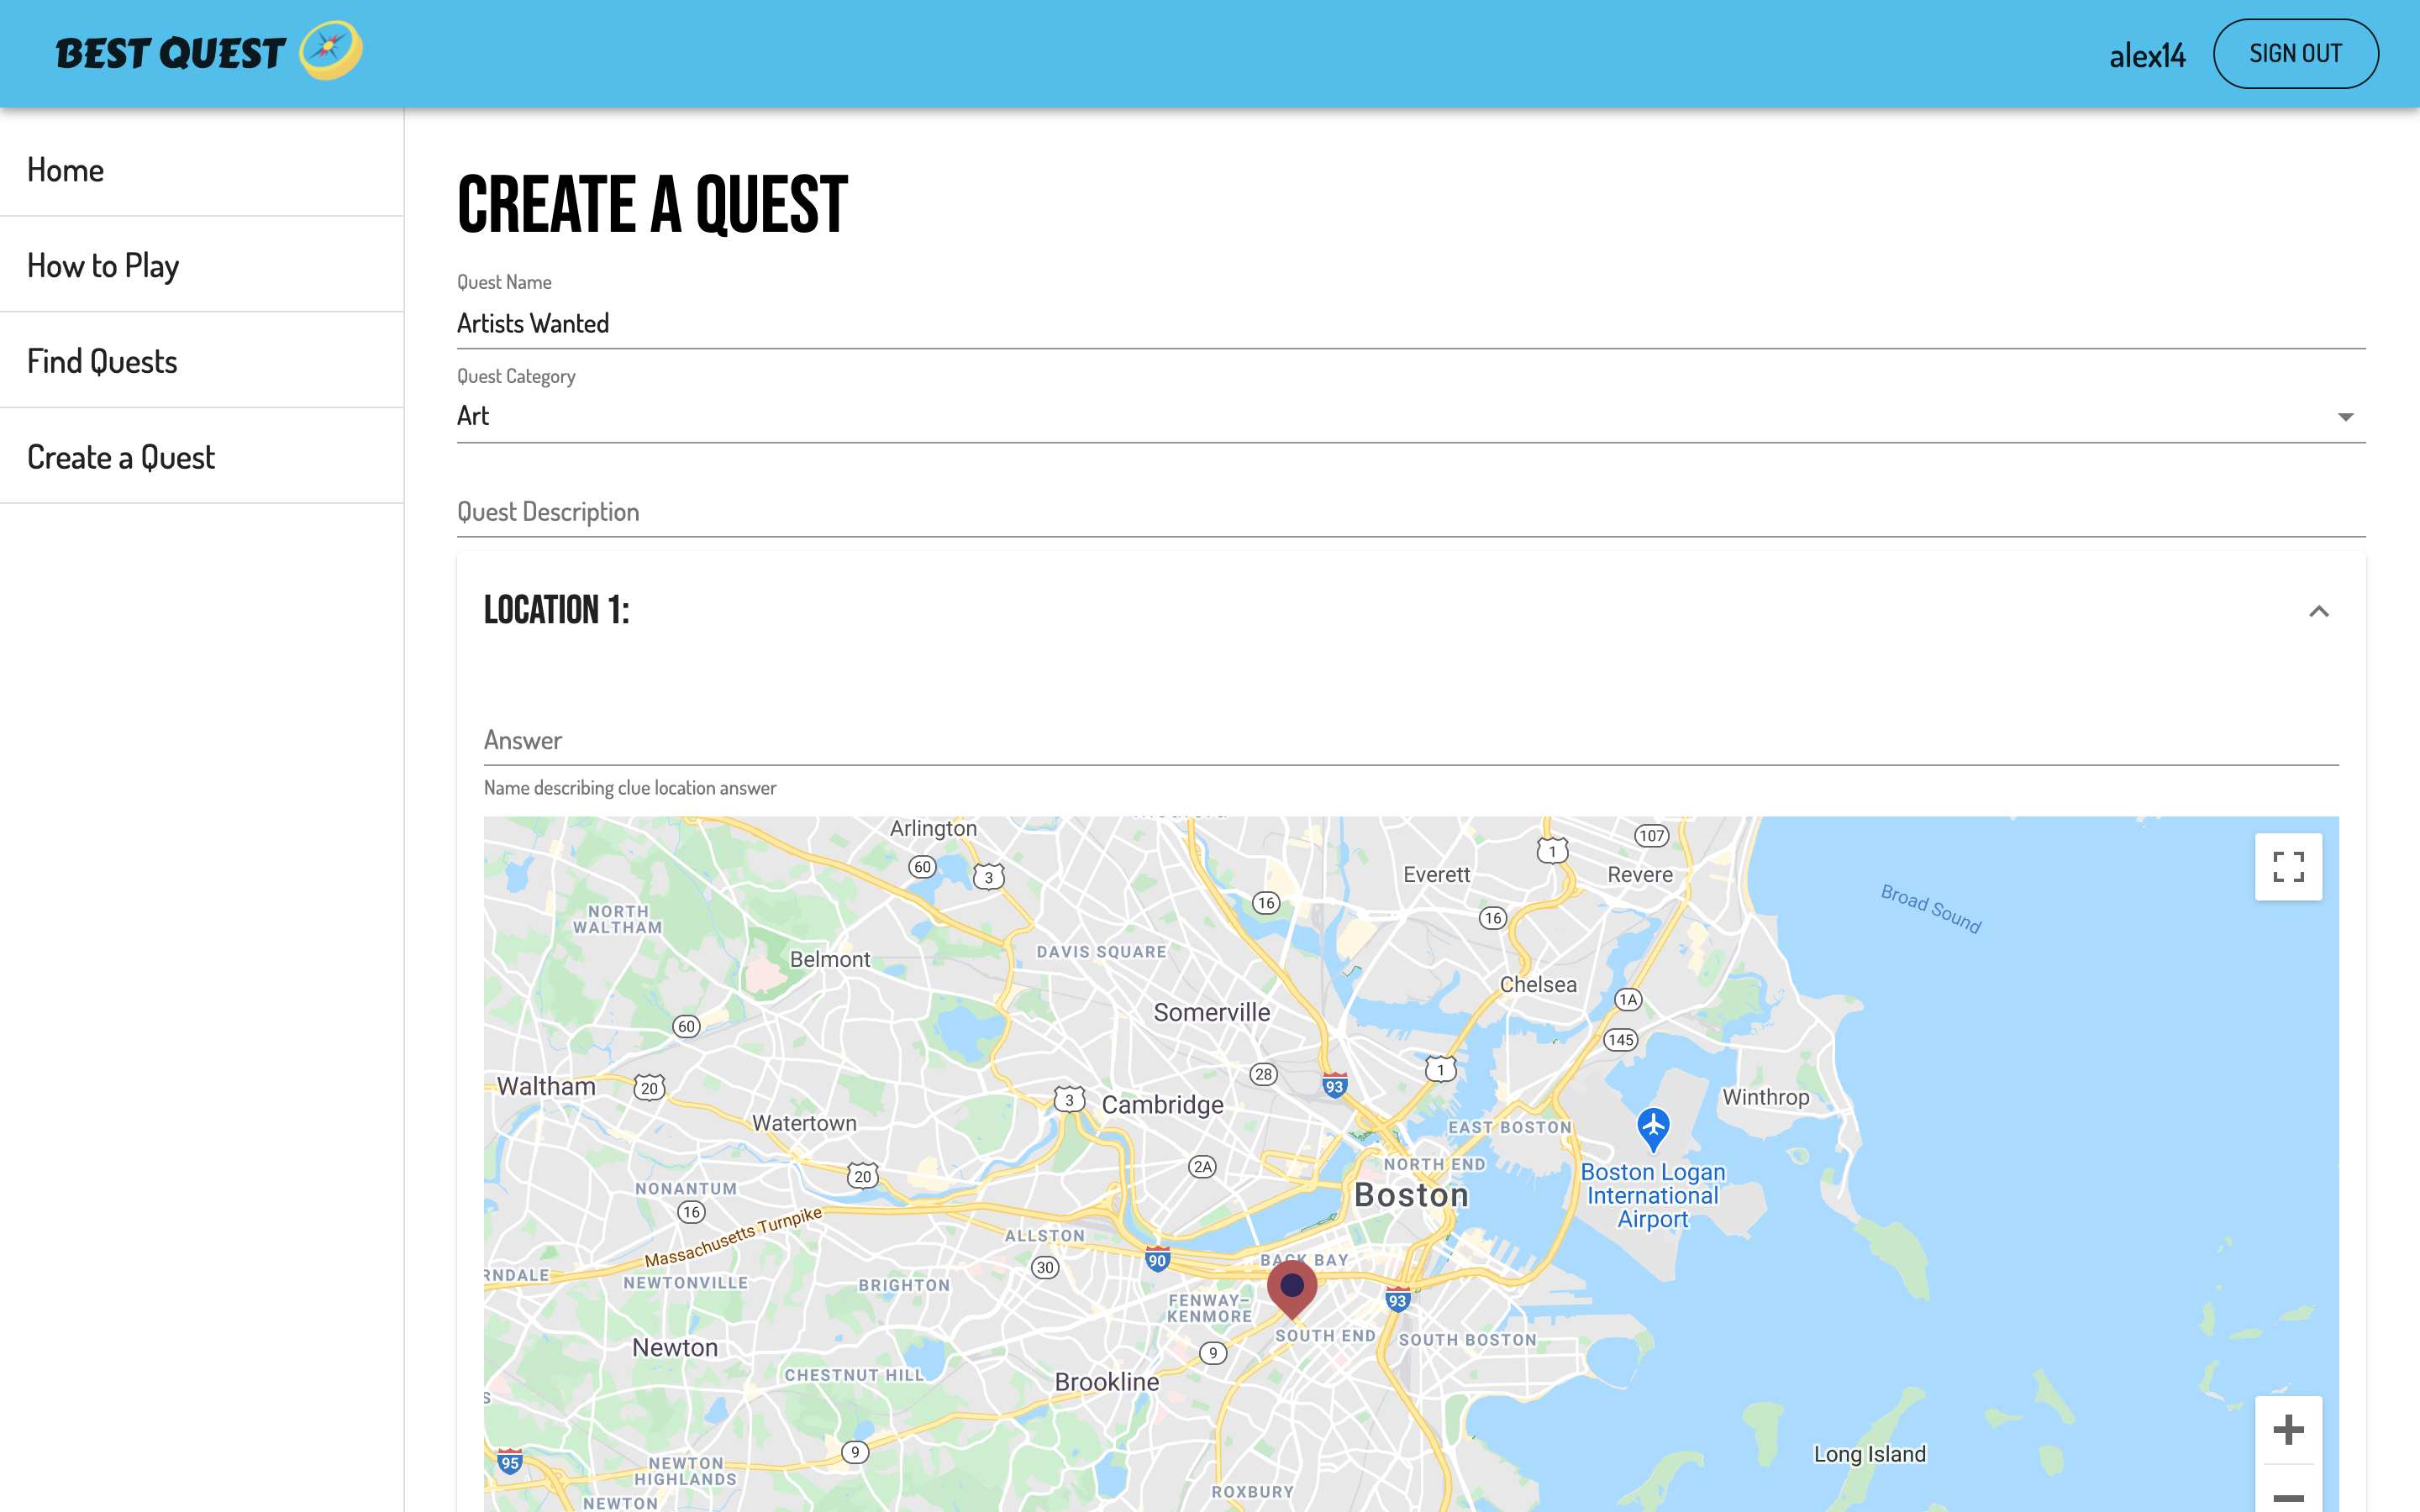 BEST QUEST
alex14
SIGN OUT
Home
How to Play
Find Quests
Create a Quest
CREATE A QUEST
Quest Name
Artists Wanted
Quest Category
Art
Quest Description
LOCATION 1:
Answer
Name describing clue location answer
Arlington
107
1
60
3
Everett
Revere
16
16
Broad Sound
NORTH
WALTHAM
DAVIS SQUARE
Belmont
Chelsea
1A
Somerville
60
145
28
1
93
Waltham
20
3
Cambridge
Winthrop
Watertown
EAST BOSTON
2A
NORTH END
20
Boston Logan
International
Airport
NONANTUM
Boston
16
Massachusetts Turnpike
ALLSTON
90
BACK BAY
30
RNDALE
NEWTONVILLE
BRIGHTON
FENWAY–
KENMORE
93
SOUTH END
SOUTH BOSTON
Newton
9
CHESTNUT HILL
Brookline
S
9
Long Island
95
NEWTON
HIGHLANDS
ROXBURY
NEWTON